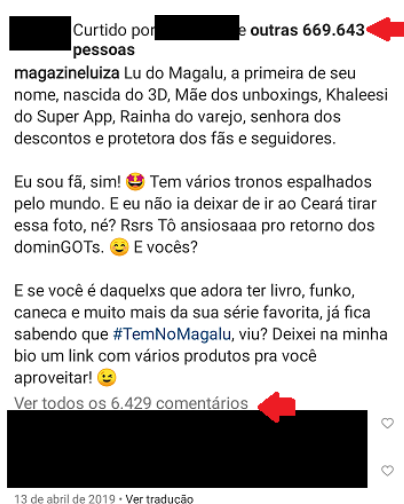 Curtido por e outras 669.643
pessoas
magazineluiza Lu do Magalu, a primeira de seu
nome, nascida do 3D, Mãe dos unboxings, Khaleesi
do Super App, Rainha do varejo, senhora dos
descontos e protetora dos fãs e seguidores.
Eu sou fã, sim! 🤩 Tem vários tronos espalhados
pelo mundo. E eu não ia deixar de ir ao Ceará tirar
essa foto, né? Rsrs Tô ansiosaaa pro retorno dos
dominGOTs. 😊 E vocês?
E se você é daquelxs que adora ter livro, funko,
caneca e muito mais da sua série favorita, já fica
sabendo que #TemNoMagalu, viu? Deixei na minha
bio um link com vários produtos pra você
aproveitar! 😉
Ver todos os 6.429 comentários
13 de abril de 2019 • Ver tradução